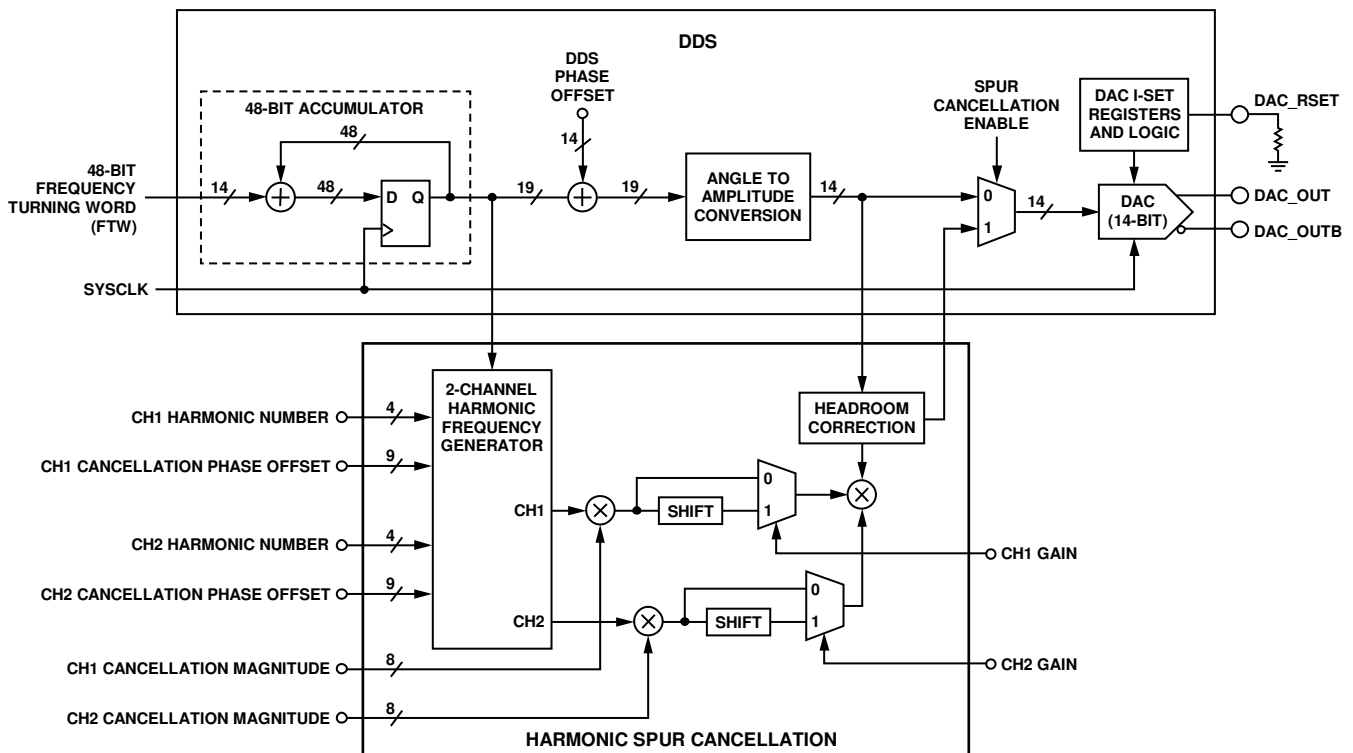 DDS
DDS
PHASE
OFFSET
48-BIT ACCUMULATOR
48
14
SPUR
CANCELLATION
ENABLE
DAC I-SET
REGISTERS
AND LOGIC
DAC_RSET
48-BIT
FREQUENCY
TURNING WORD
(FTW)
14
48
D Q
19
19
ANGLE TO
AMPLITUDE
CONVERSION
14
0
1
14
DAC
(14-BIT)
DAC_OUT
DAC_OUTB
SYSCLK
2-CHANNEL
HARMONIC
FREQUENCY
GENERATOR
HEADROOM
CORRECTION
CH1 HARMONIC NUMBER
4
CH1 CANCELLATION PHASE OFFSET
9
CH1
SHIFT
0
1
CH2 HARMONIC NUMBER
4
CH1 GAIN
CH2 CANCELLATION PHASE OFFSET
9
CH2
SHIFT
0
1
CH1 CANCELLATION MAGNITUDE
8
CH2 GAIN
CH2 CANCELLATION MAGNITUDE
8
HARMONIC SPUR CANCELLATION